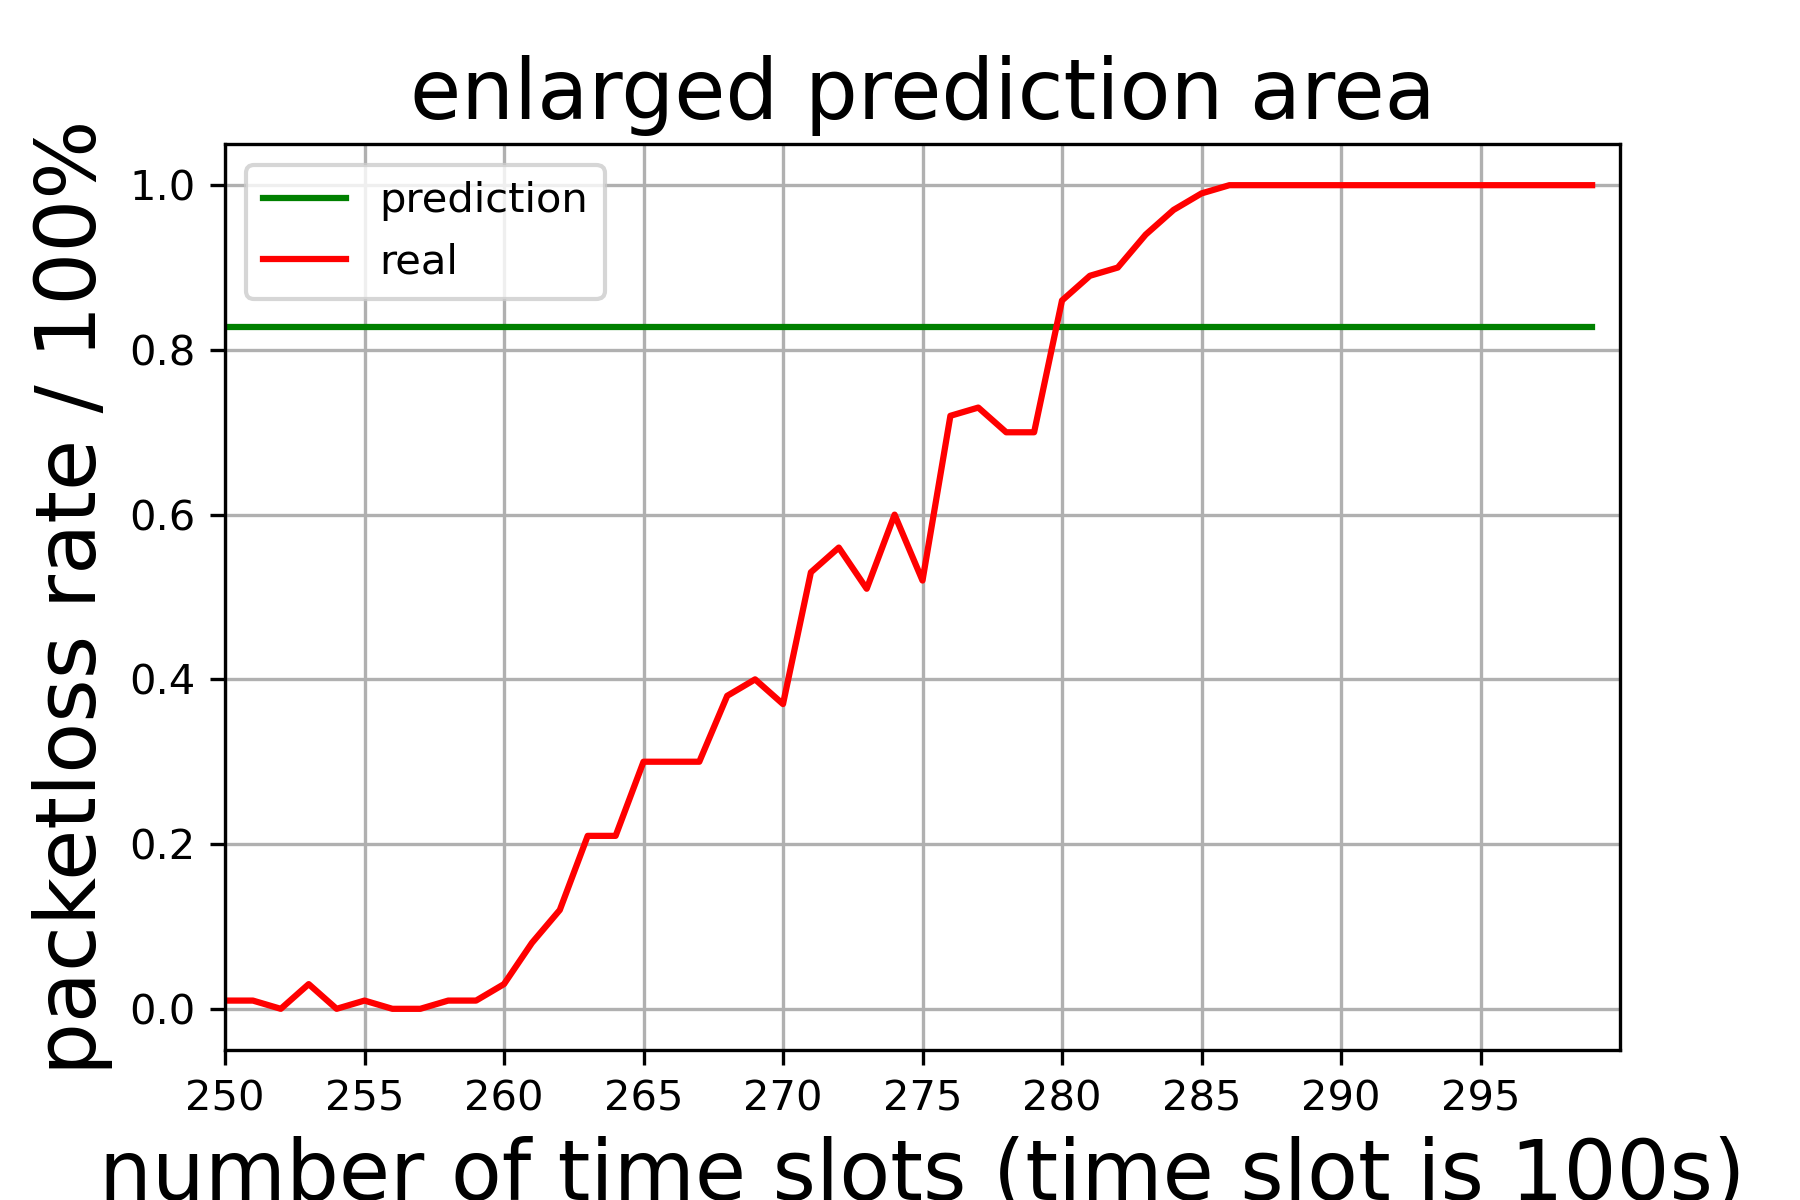 enlarged prediction area
packetloss rate / 100%
prediction
real
1.0
0.8
0.6
0.4
0.2
0.0
250 255 260 265 270 275 280 285 290 295
number of time slots (time slot is 100s)